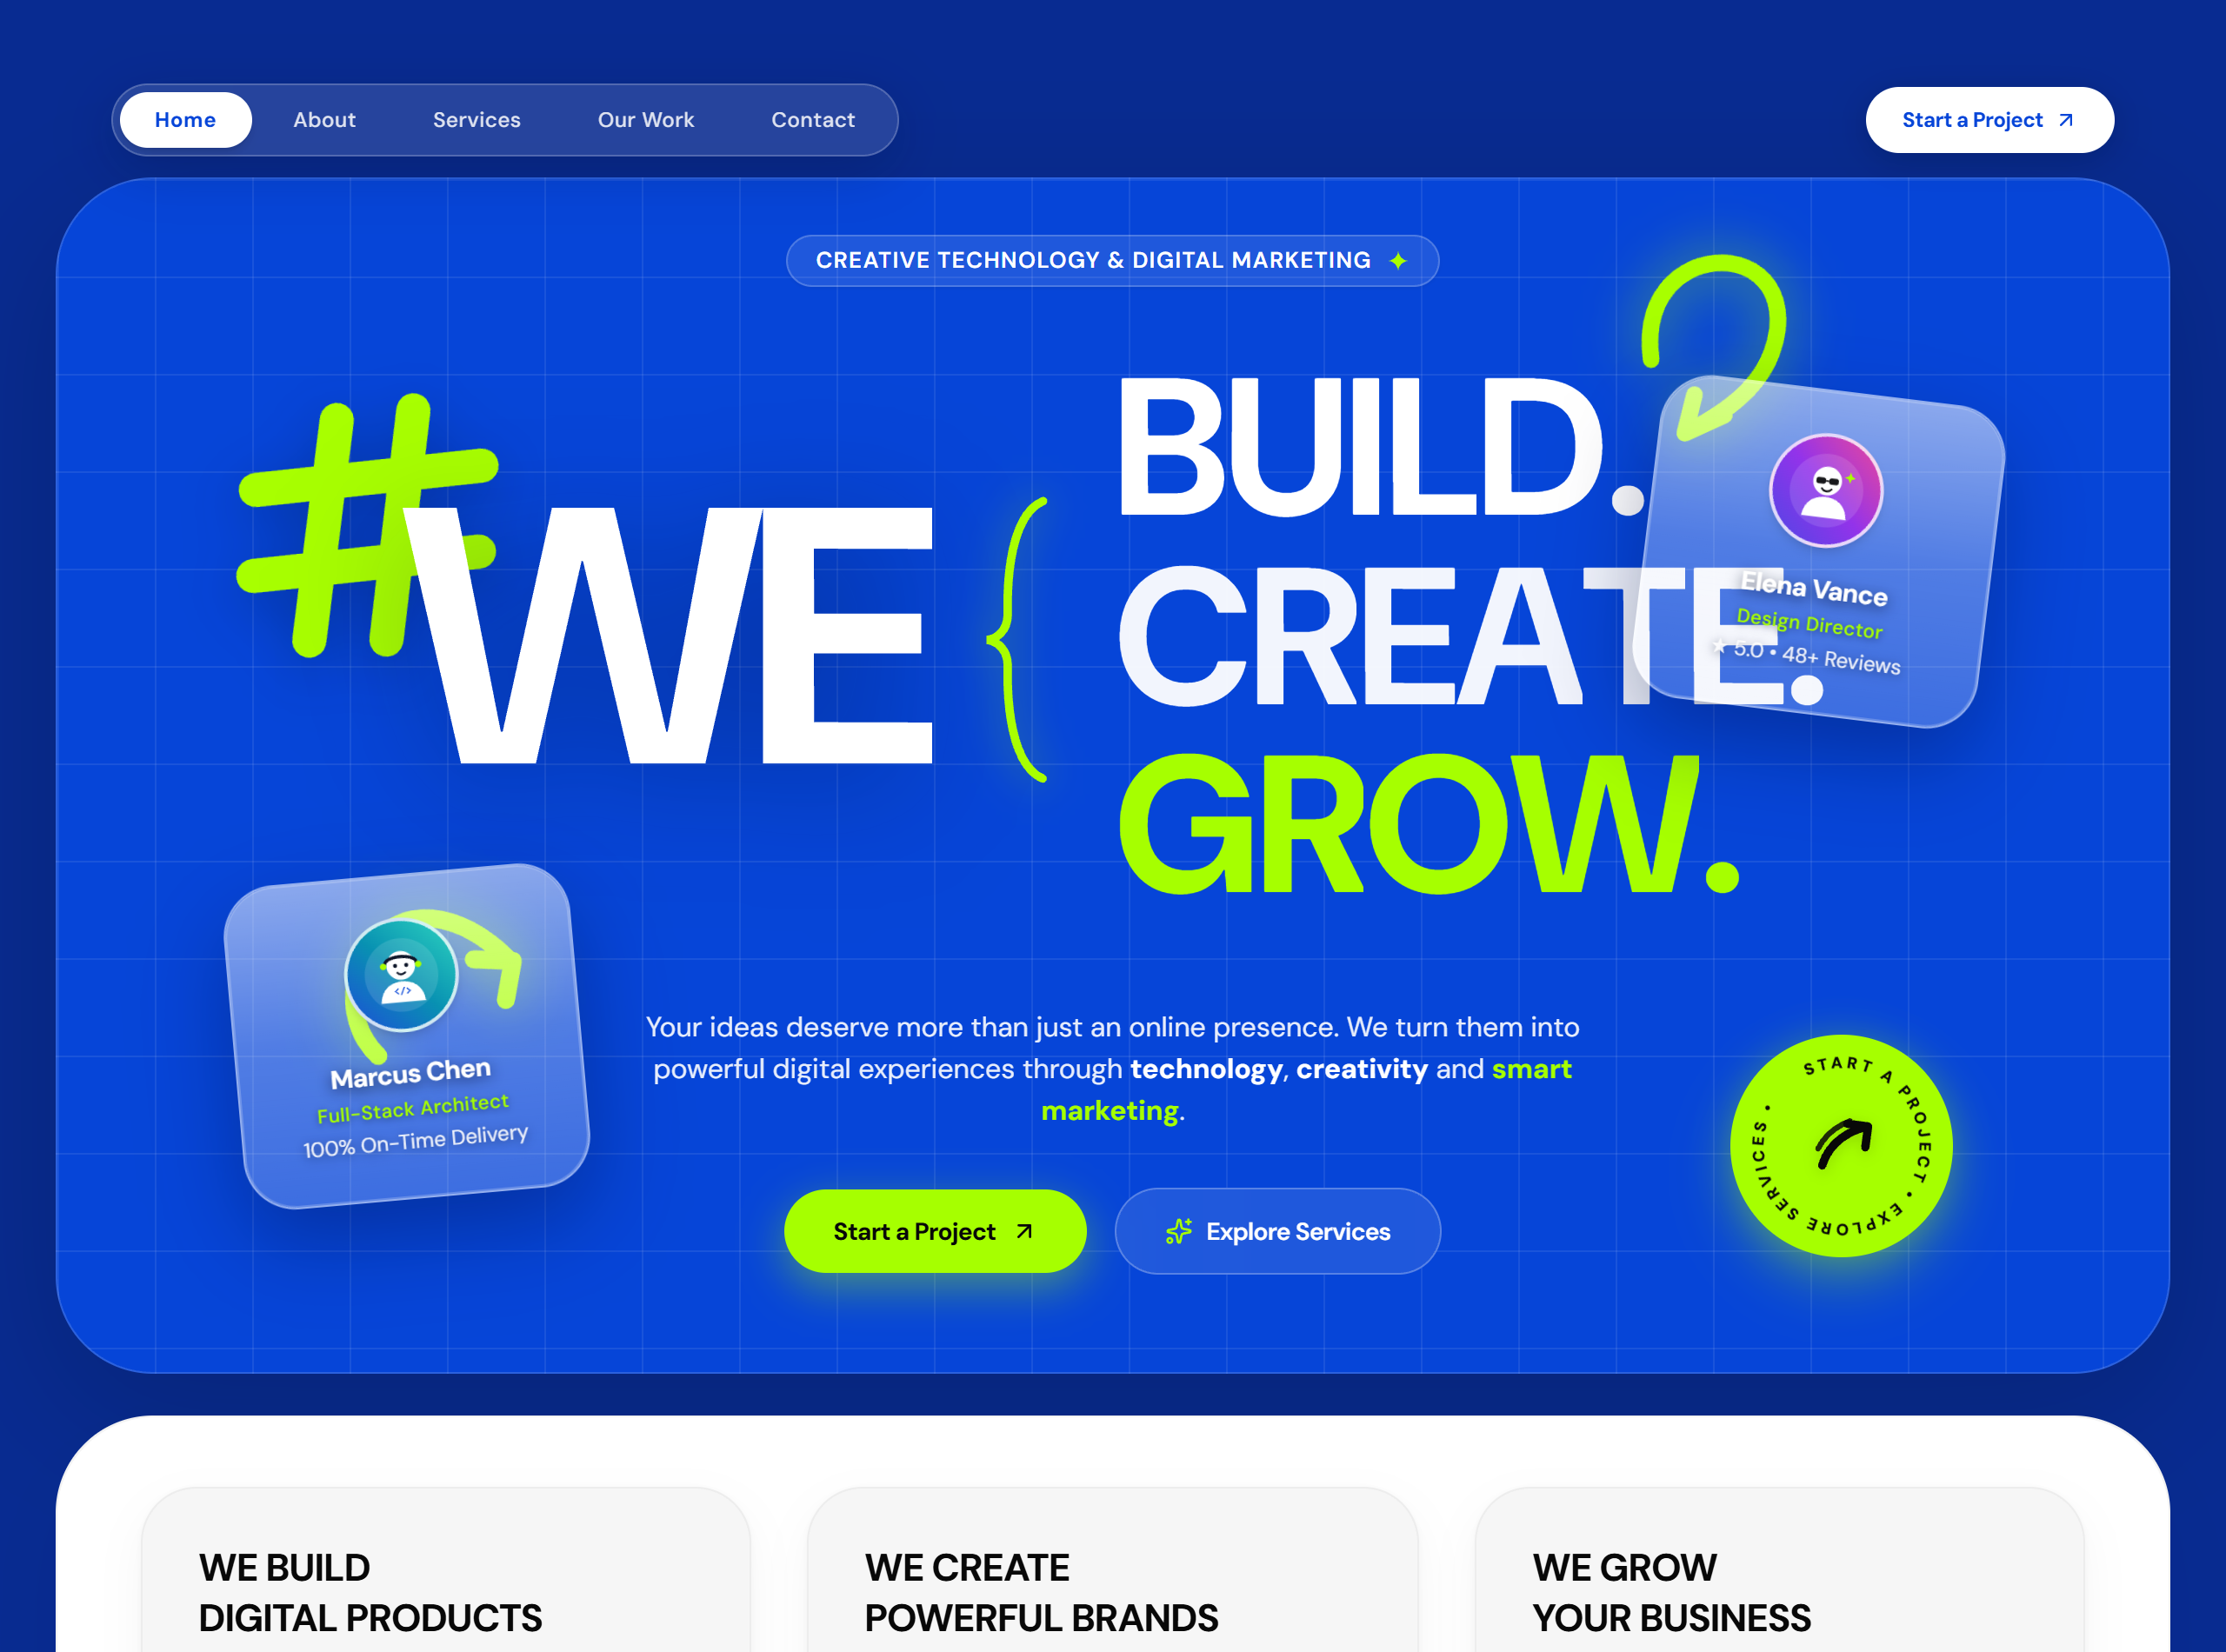 Home
About
Services
Our Work
Contact
Start a Project
CREATIVE TECHNOLOGY & DIGITAL MARKETING
#WE
BUILD.
CREATE.
GROW.
Elena Vance
Design Director
★ 5.0 • 48+ Reviews
</>
Marcus Chen
Full-Stack Architect
100% On-Time Delivery
Your ideas deserve more than just an online presence. We turn them into
powerful digital experiences through technology, creativity and smart
marketing.
Start a Project
Explore Services
START A PROJECT • EXPLORE SERVICES •
WE BUILD
DIGITAL PRODUCTS
WE CREATE
POWERFUL BRANDS
WE GROW
YOUR BUSINESS